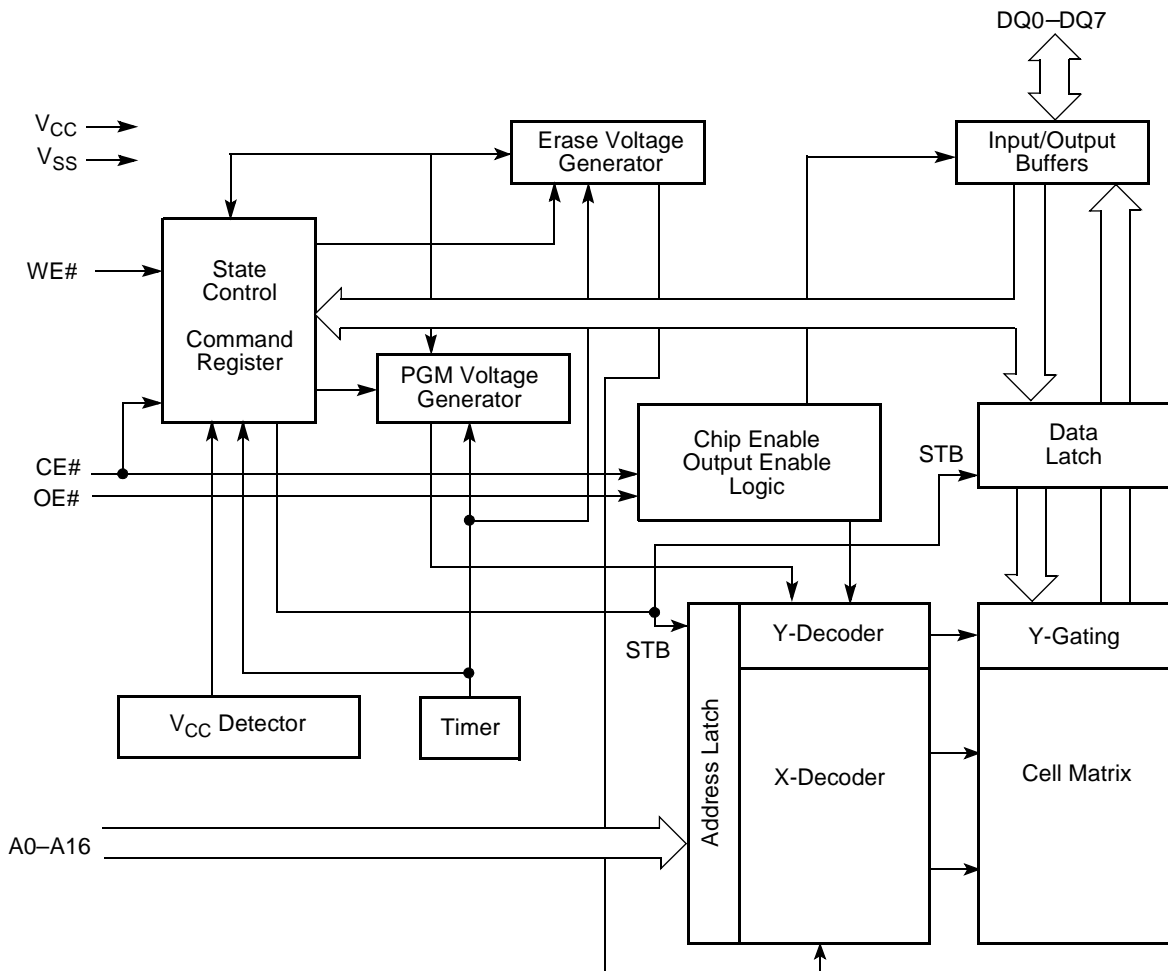 DQ0–DQ7
VCC
VSS
Erase Voltage
Generator
Input/Output
Buffers
WE#
State
Control
Command
Register
PGM Voltage
Generator
Chip Enable
Output Enable
Logic
Data
Latch
STB
CE#
OE#
STB
Y-Decoder
Y-Gating
VCC Detector
Timer
Address Latch
X-Decoder
Cell Matrix
A0–A16